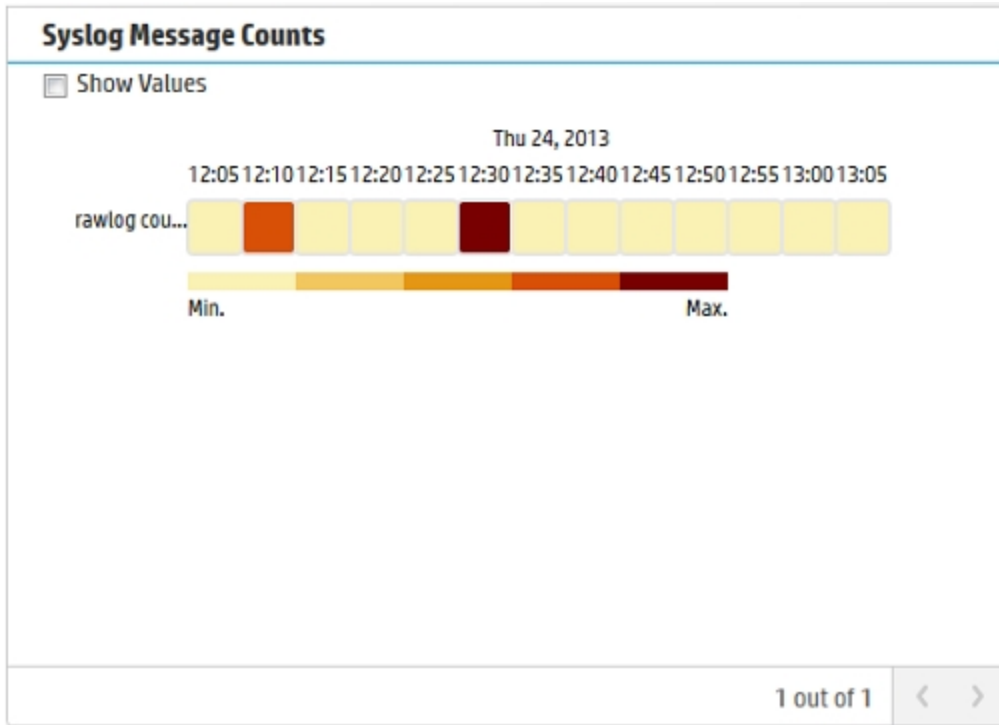 Syslog Message Counts
Show Values
Thu 24, 2013
12:05 12:10 12:15 12:20 12:25 12:30 12:35 12:40 12:45 12:50 12:55 13:00 13:05
rawlog cou...
Min. Max.
1 out of 1